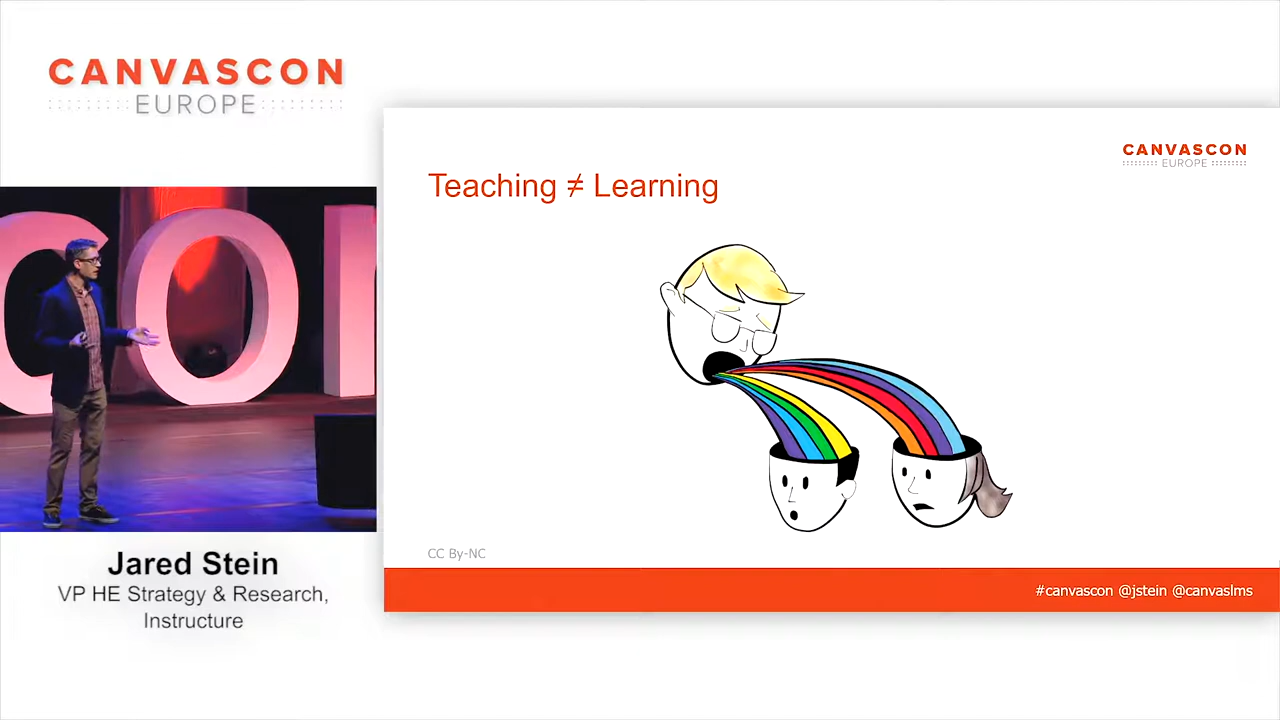 CANVASCON
EUROPE
CANVASCON
EUROPE
Teaching ≠ Learning
CO
Jared Stein
VP HE Strategy & Research,
Instructure
CC By-NC
#canvascon @jstein @canvaslms